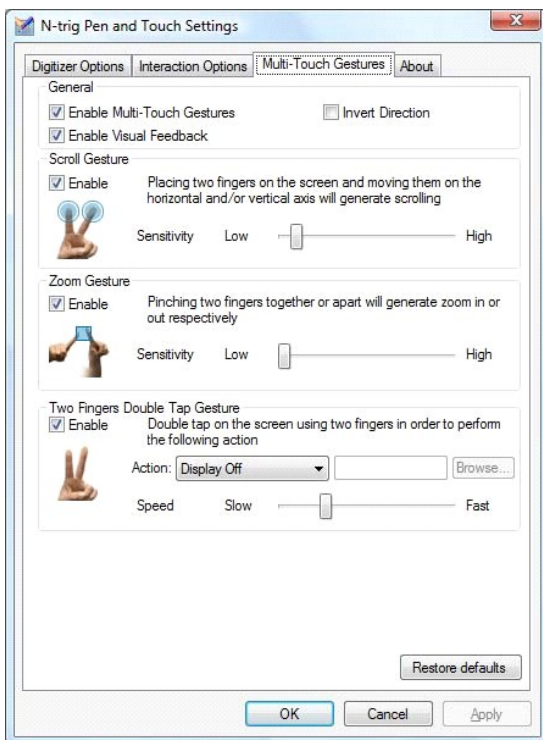 N-trig Pen and Touch Settings
Digitizer Options Interaction Options Multi-Touch Gestures About
General
Enable Multi-Touch Gestures Invert Direction
Enable Visual Feedback
Scroll Gesture
Enable Placing two fingers on the screen and moving them on the
horizontal and/or vertical axis will generate scrolling
Sensitivity Low High
Zoom Gesture
Enable Pinching two fingers together or apart will generate zoom in or
out respectively
Sensitivity Low High
Two Fingers Double Tap Gesture
Enable Double tap on the screen using two fingers in order to perform
the following action
Action: Display Off Browse...
Speed Slow Fast
Restore defaults
OK Cancel Apply